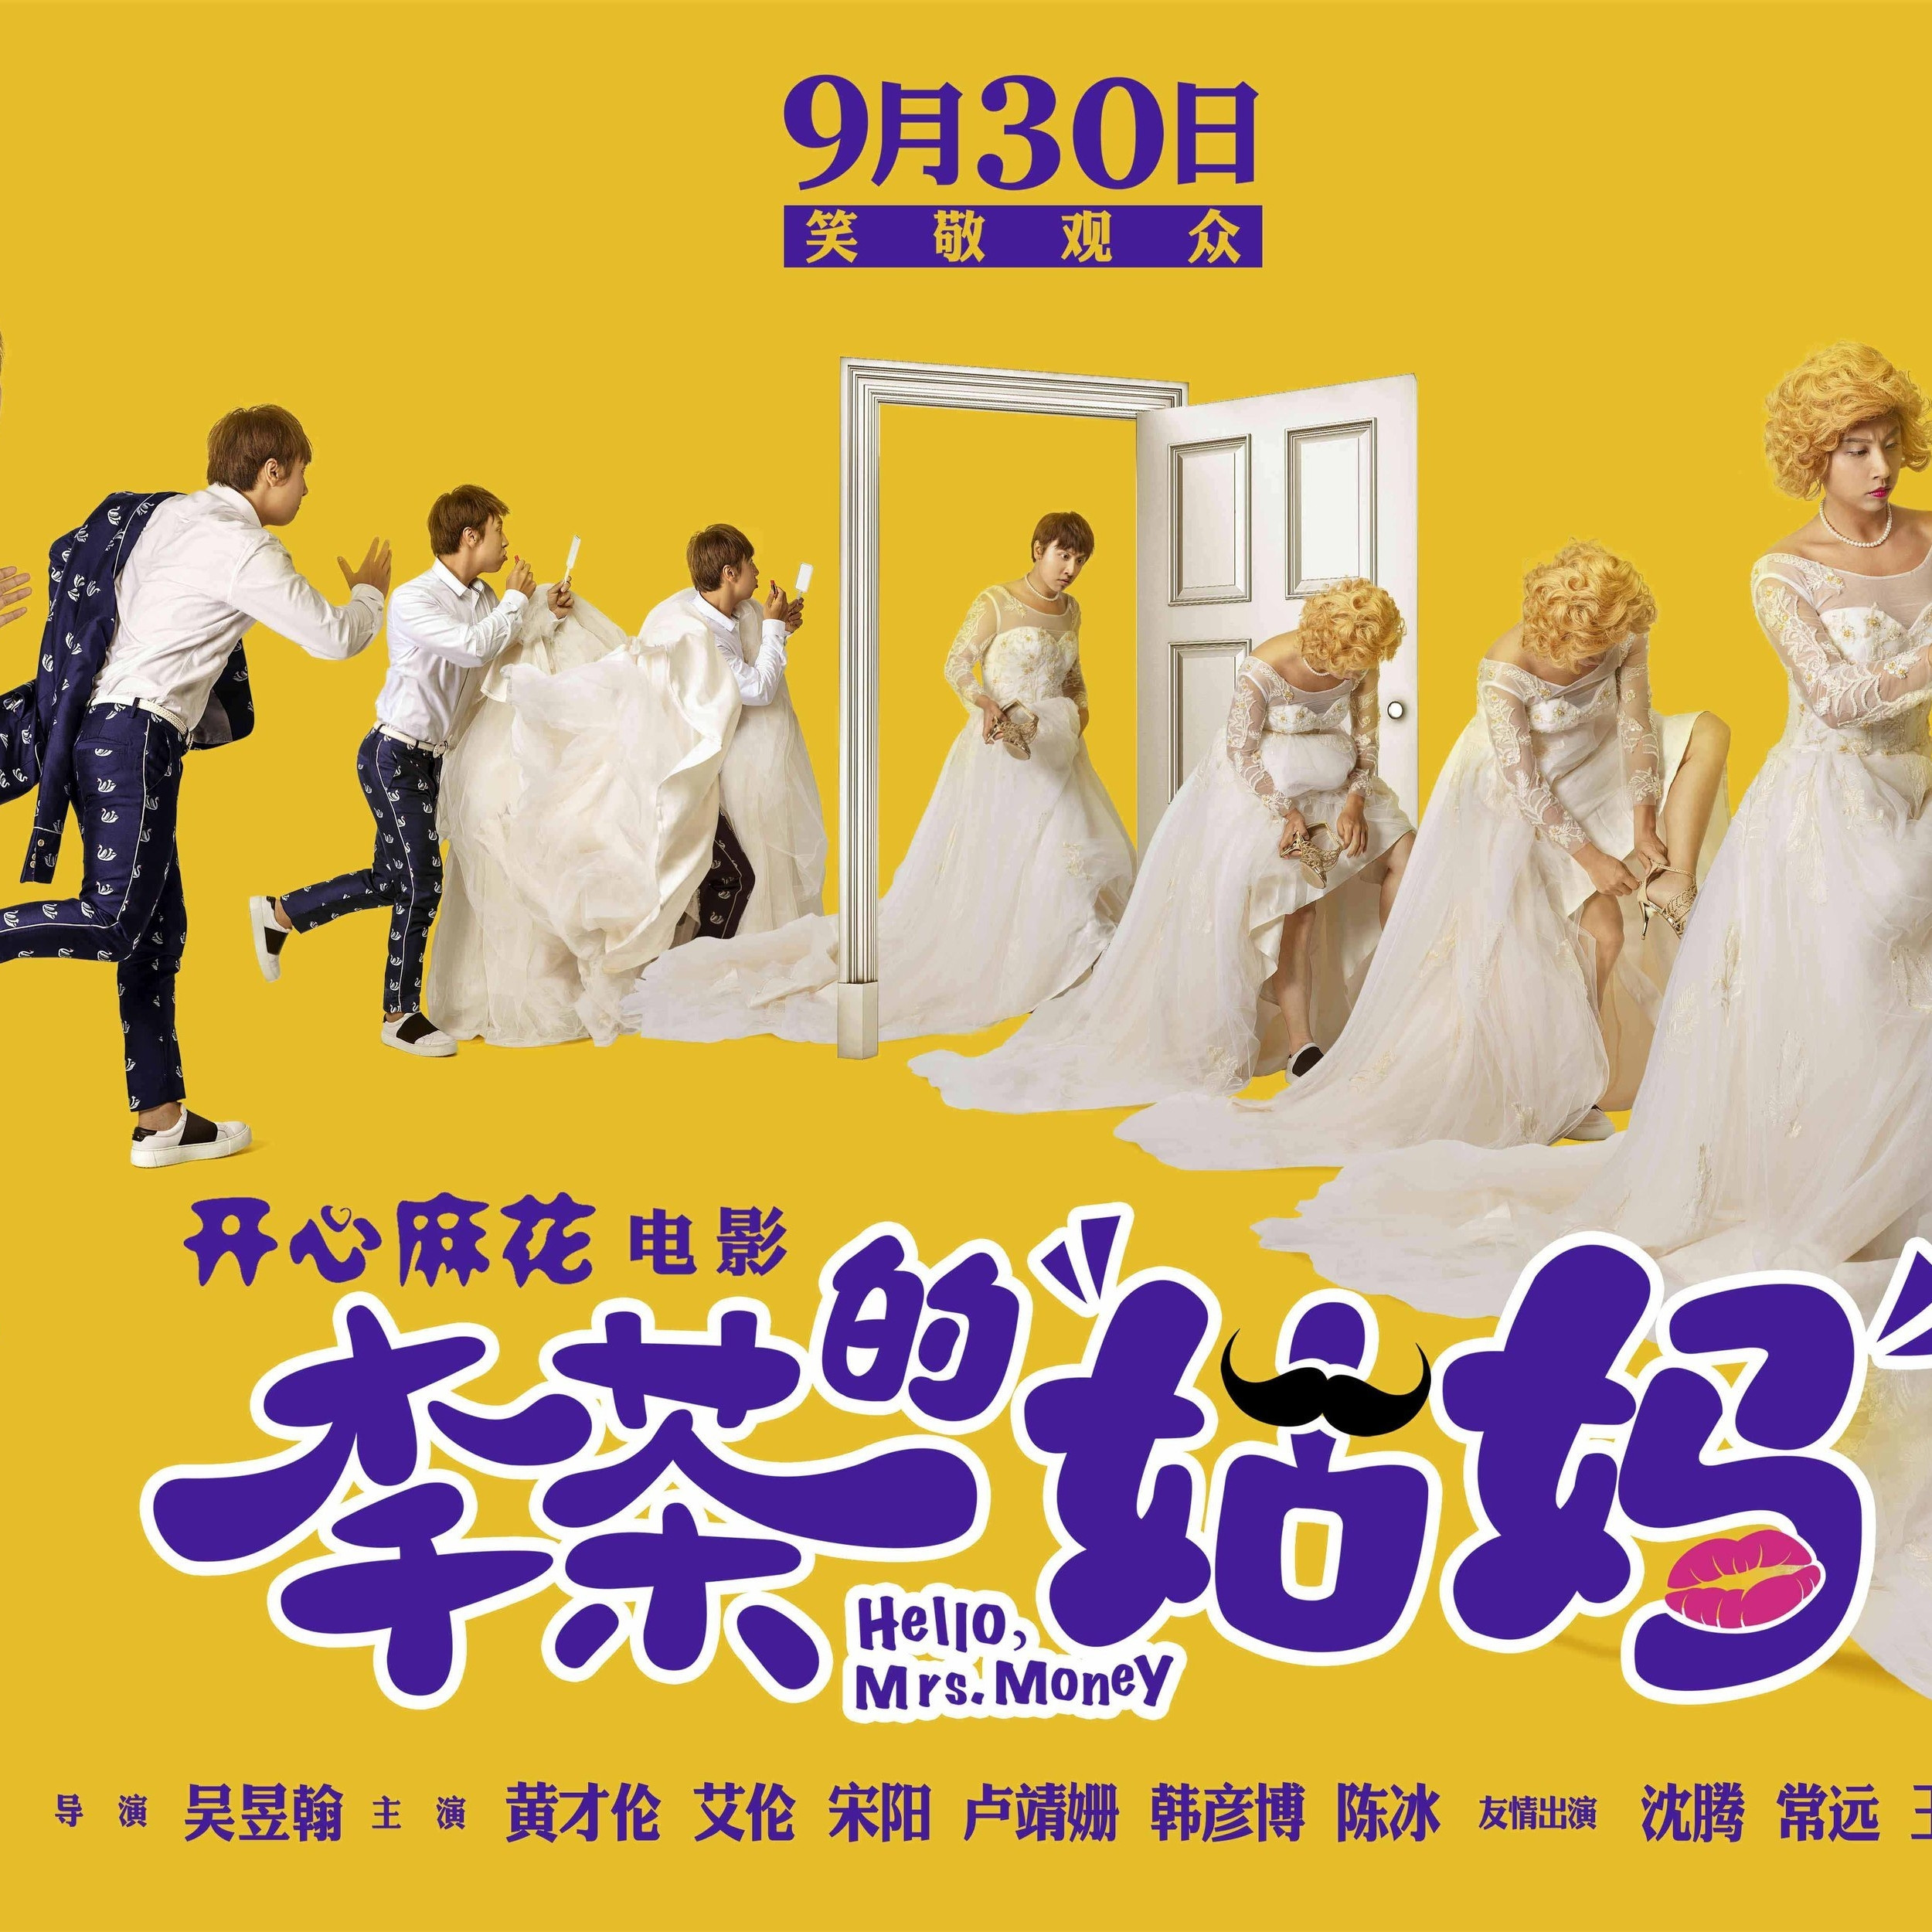 9月30日
笑敬观众
开心麻花 电影
李茶的"姑妈"
Hello,
Mrs. Money
导演 吴昱翰 主演 黄才伦 艾伦 宋阳 卢靖姗 韩彦博 陈冰 友情出演 沈腾 常远